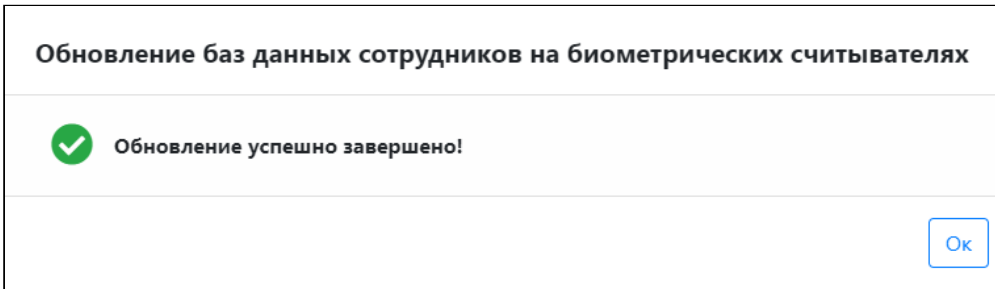 Обновление баз данных сотрудников на биометрических считывателях
Обновление успешно завершено!
Ок